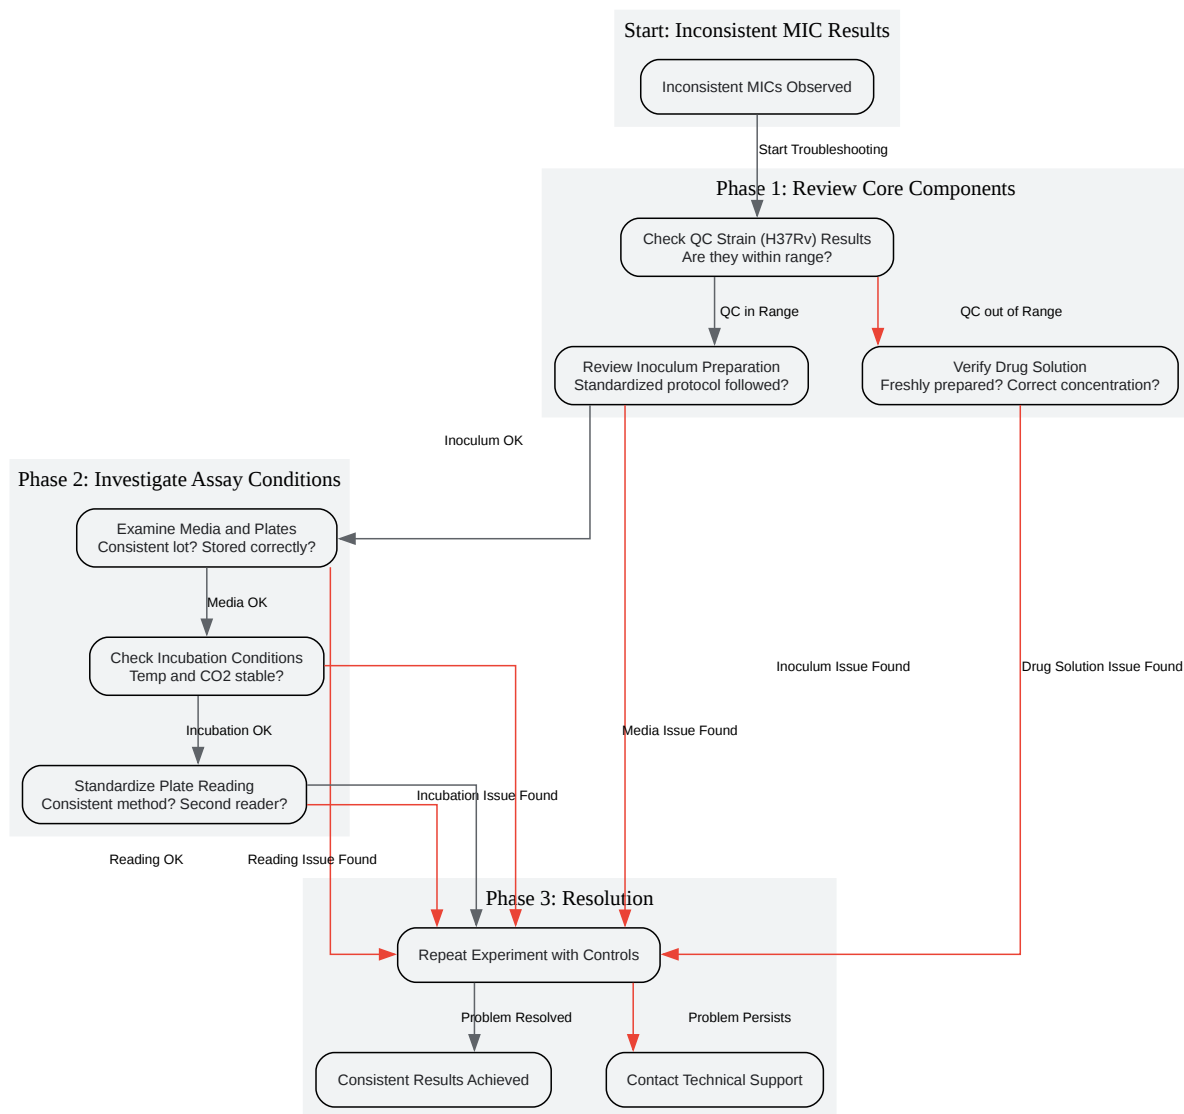 Start: Inconsistent MIC Results
Inconsistent MICs Observed
Start Troubleshooting
Phase 1: Review Core Components
Check QC Strain (H37Rv) Results
Are they within range?
QC in Range
QC out of Range
Review Inoculum Preparation
Standardized protocol followed?
Verify Drug Solution
Freshly prepared? Correct concentration?
Inoculum OK
Phase 2: Investigate Assay Conditions
Examine Media and Plates
Consistent lot? Stored correctly?
Media OK
Check Incubation Conditions
Temp and CO2 stable?
Inoculum Issue Found
Drug Solution Issue Found
Incubation OK
Media Issue Found
Standardize Plate Reading
Consistent method? Second reader?
Incubation Issue Found
Reading OK
Reading Issue Found
Phase 3: Resolution
Repeat Experiment with Controls
Problem Resolved
Problem Persists
Consistent Results Achieved
Contact Technical Support